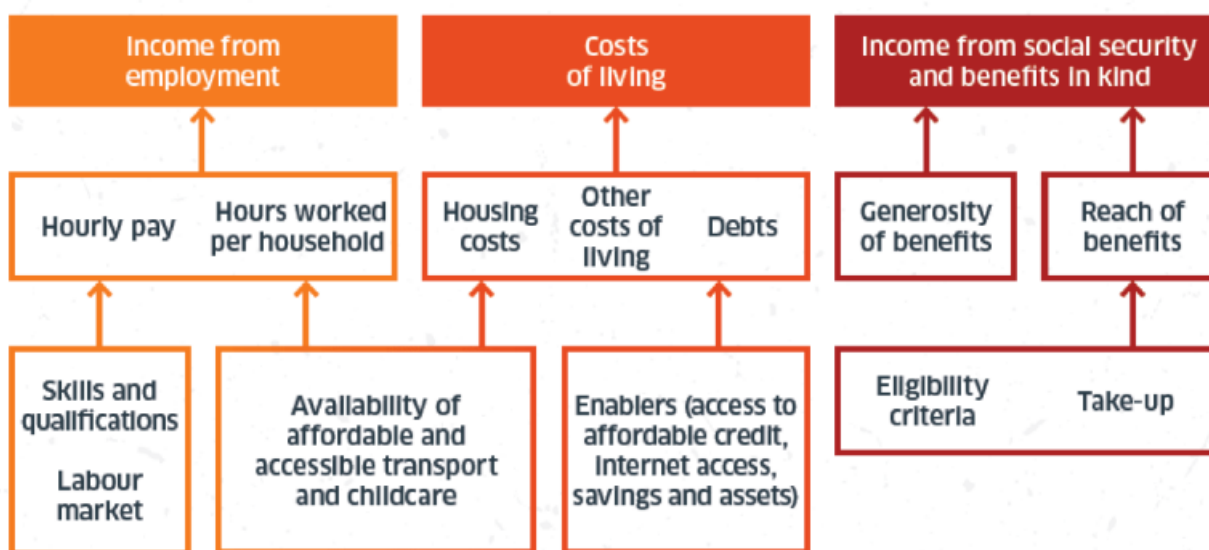 Income from
employment
Costs
of living
Income from social security
and benefits in kind
Hourly pay
Hours worked
per household
Housing
costs
Other
costs of
living
Debts
Generosity
of benefits
Reach of
benefits
Skills and
qualifications
Labour
market
Availability of
affordable and
accessible transport
and childcare
Enablers (access to
affordable credit,
internet access,
savings and assets)
Eligibility
criteria
Take-up